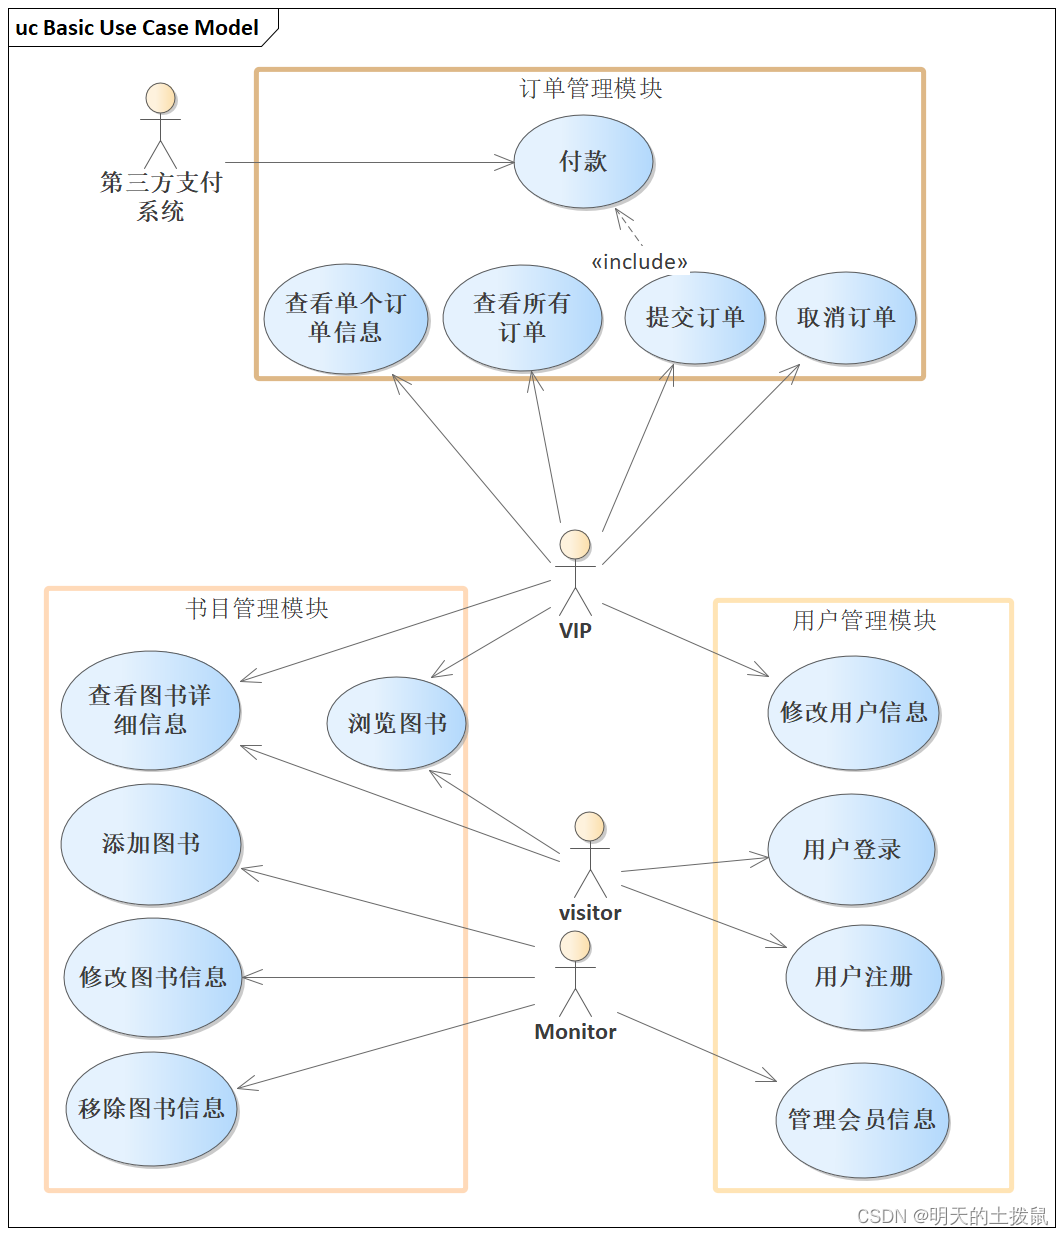 uc Basic Use Case Model
订单管理模块
付款
第三方支付
系统
«include»
查看单个订
单信息
查看所有
订单
提交订单
取消订单
VIP
书目管理模块
用户管理模块
查看图书详
细信息
浏览图书
修改用户信息
添加图书
用户登录
visitor
修改图书信息
用户注册
Monitor
移除图书信息
管理会员信息
CSDN @明天的土拨鼠